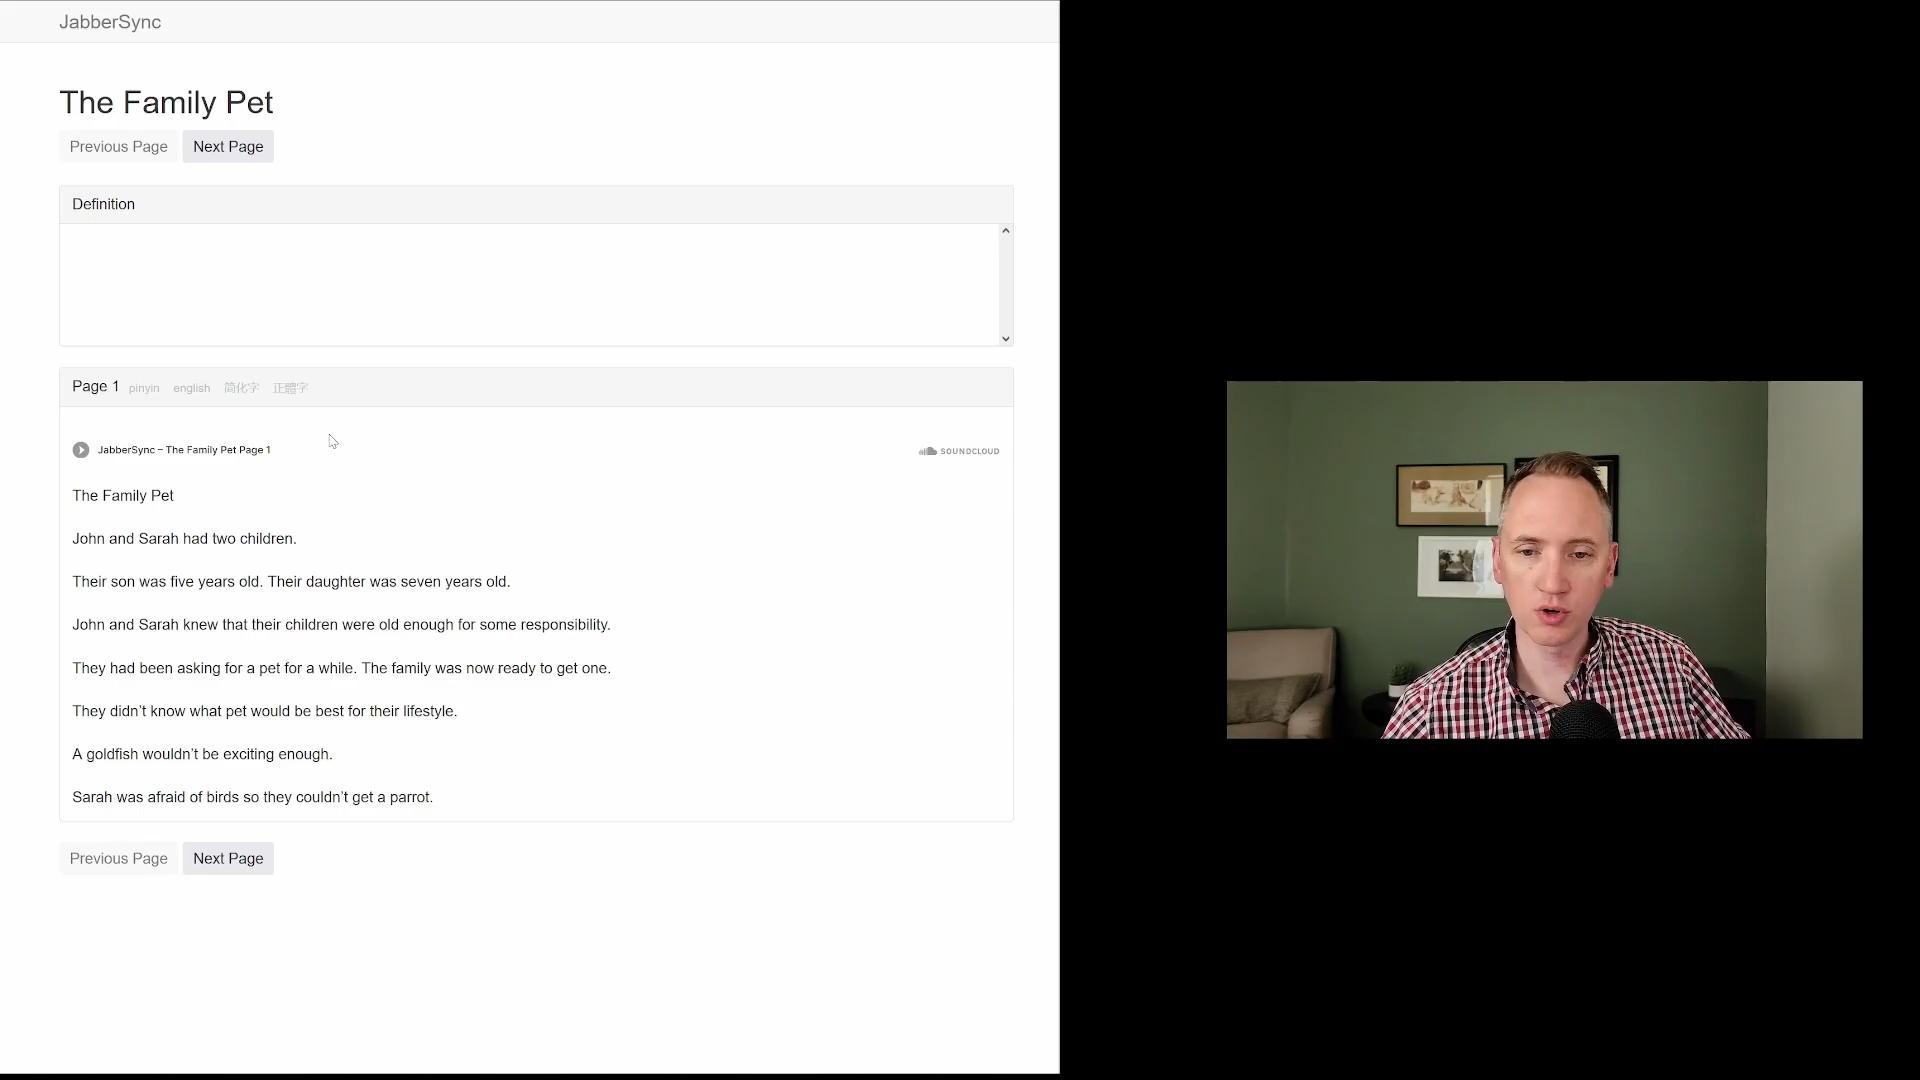 JabberSync
The Family Pet
Previous Page Next Page
Definition
Page 1 pinyin english 简化字 正體字
JabberSync – The Family Pet Page 1 SOUNDCLOUD
The Family Pet
John and Sarah had two children.
Their son was five years old. Their daughter was seven years old.
John and Sarah knew that their children were old enough for some responsibility.
They had been asking for a pet for a while. The family was now ready to get one.
They didn’t know what pet would be best for their lifestyle.
A goldfish wouldn’t be exciting enough.
Sarah was afraid of birds so they couldn’t get a parrot.
Previous Page Next Page